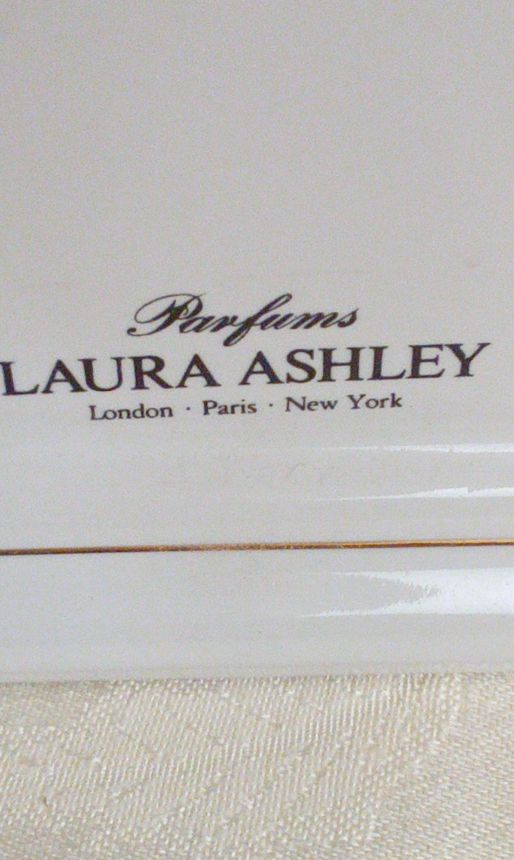 Parfums
LAURA ASHLEY
London · Paris · New York